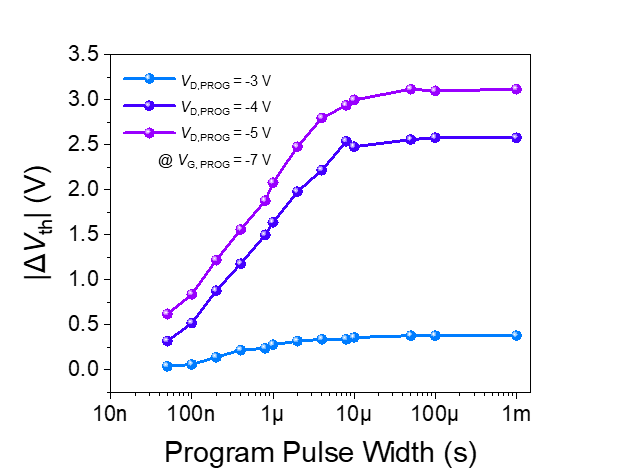 3.5
3.0
2.5
2.0
1.5
1.0
0.5
0.0
|ΔVth| (V)
VD,PROG = -3 V
VD,PROG = -4 V
VD,PROG = -5 V
@ VG, PROG = -7 V
10n 100n 1µ 10µ 100µ 1m
Program Pulse Width (s)